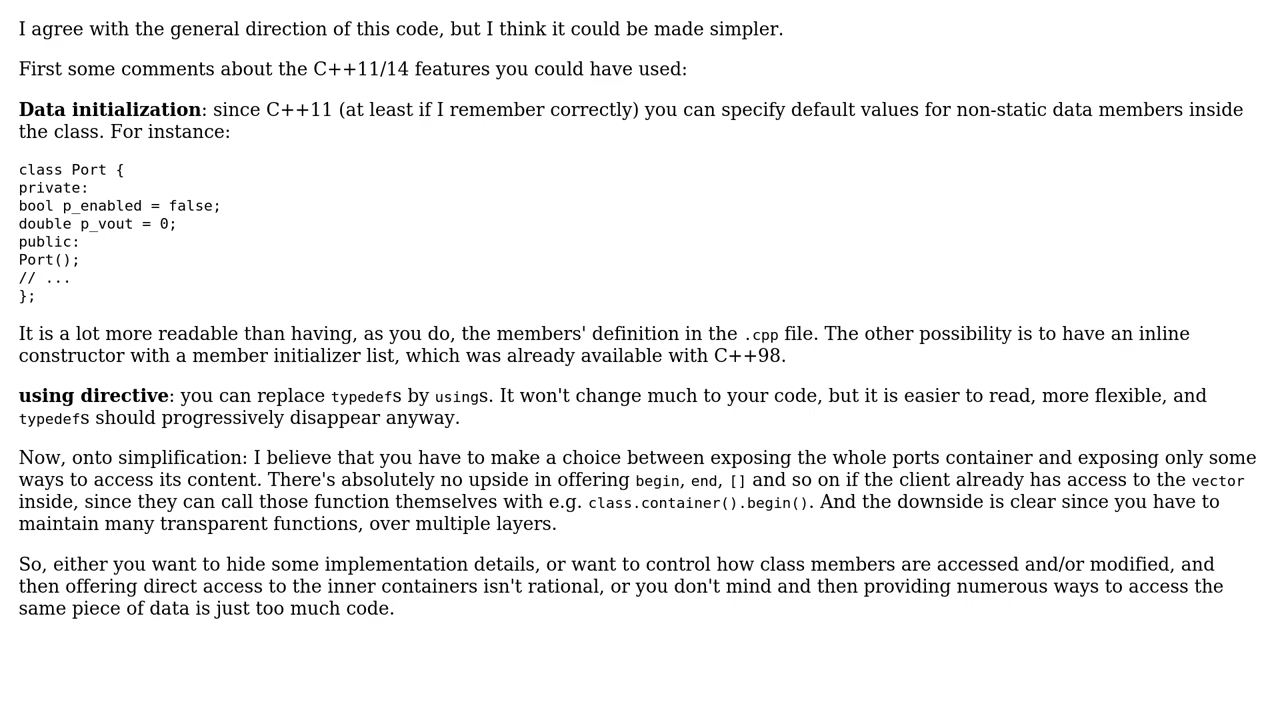 I agree with the general direction of this code, but I think it could be made simpler.
First some comments about the C++11/14 features you could have used:
Data initialization: since C++11 (at least if I remember correctly) you can specify default values for non-static data members inside
the class. For instance:
class Port {
private:
bool p_enabled = false;
double p_vout = 0;
public:
Port();
// ...
};
It is a lot more readable than having, as you do, the members' definition in the .cpp file. The other possibility is to have an inline
constructor with a member initializer list, which was already available with C++98.
using directive: you can replace typedefs by usings. It won't change much to your code, but it is easier to read, more flexible, and
typedefs should progressively disappear anyway.
Now, onto simplification: I believe that you have to make a choice between exposing the whole ports container and exposing only some
ways to access its content. There's absolutely no upside in offering begin, end, [] and so on if the client already has access to the vector
inside, since they can call those function themselves with e.g. class.container().begin(). And the downside is clear since you have to
maintain many transparent functions, over multiple layers.
So, either you want to hide some implementation details, or want to control how class members are accessed and/or modified, and
then offering direct access to the inner containers isn't rational, or you don't mind and then providing numerous ways to access the
same piece of data is just too much code.